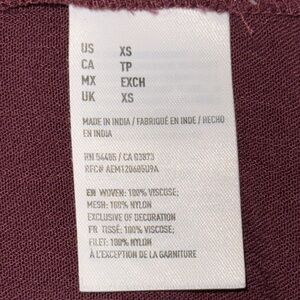 US XS
CA TP
MX EXCH
UK XS
MADE IN INDIA / FABRIQUÉ EN INDE / HECHO
EN INDIA
RN 54485 / CA 03873
RFC# AEM120685U9A
EN WOVEN: 100% VISCOSE;
MESH: 100% NYLON
EXCLUSIVE OF DECORATION
FR TISSÉ: 100% VISCOSE;
FILET: 100% NYLON
À L'EXCEPTION DE LA GARNITURE